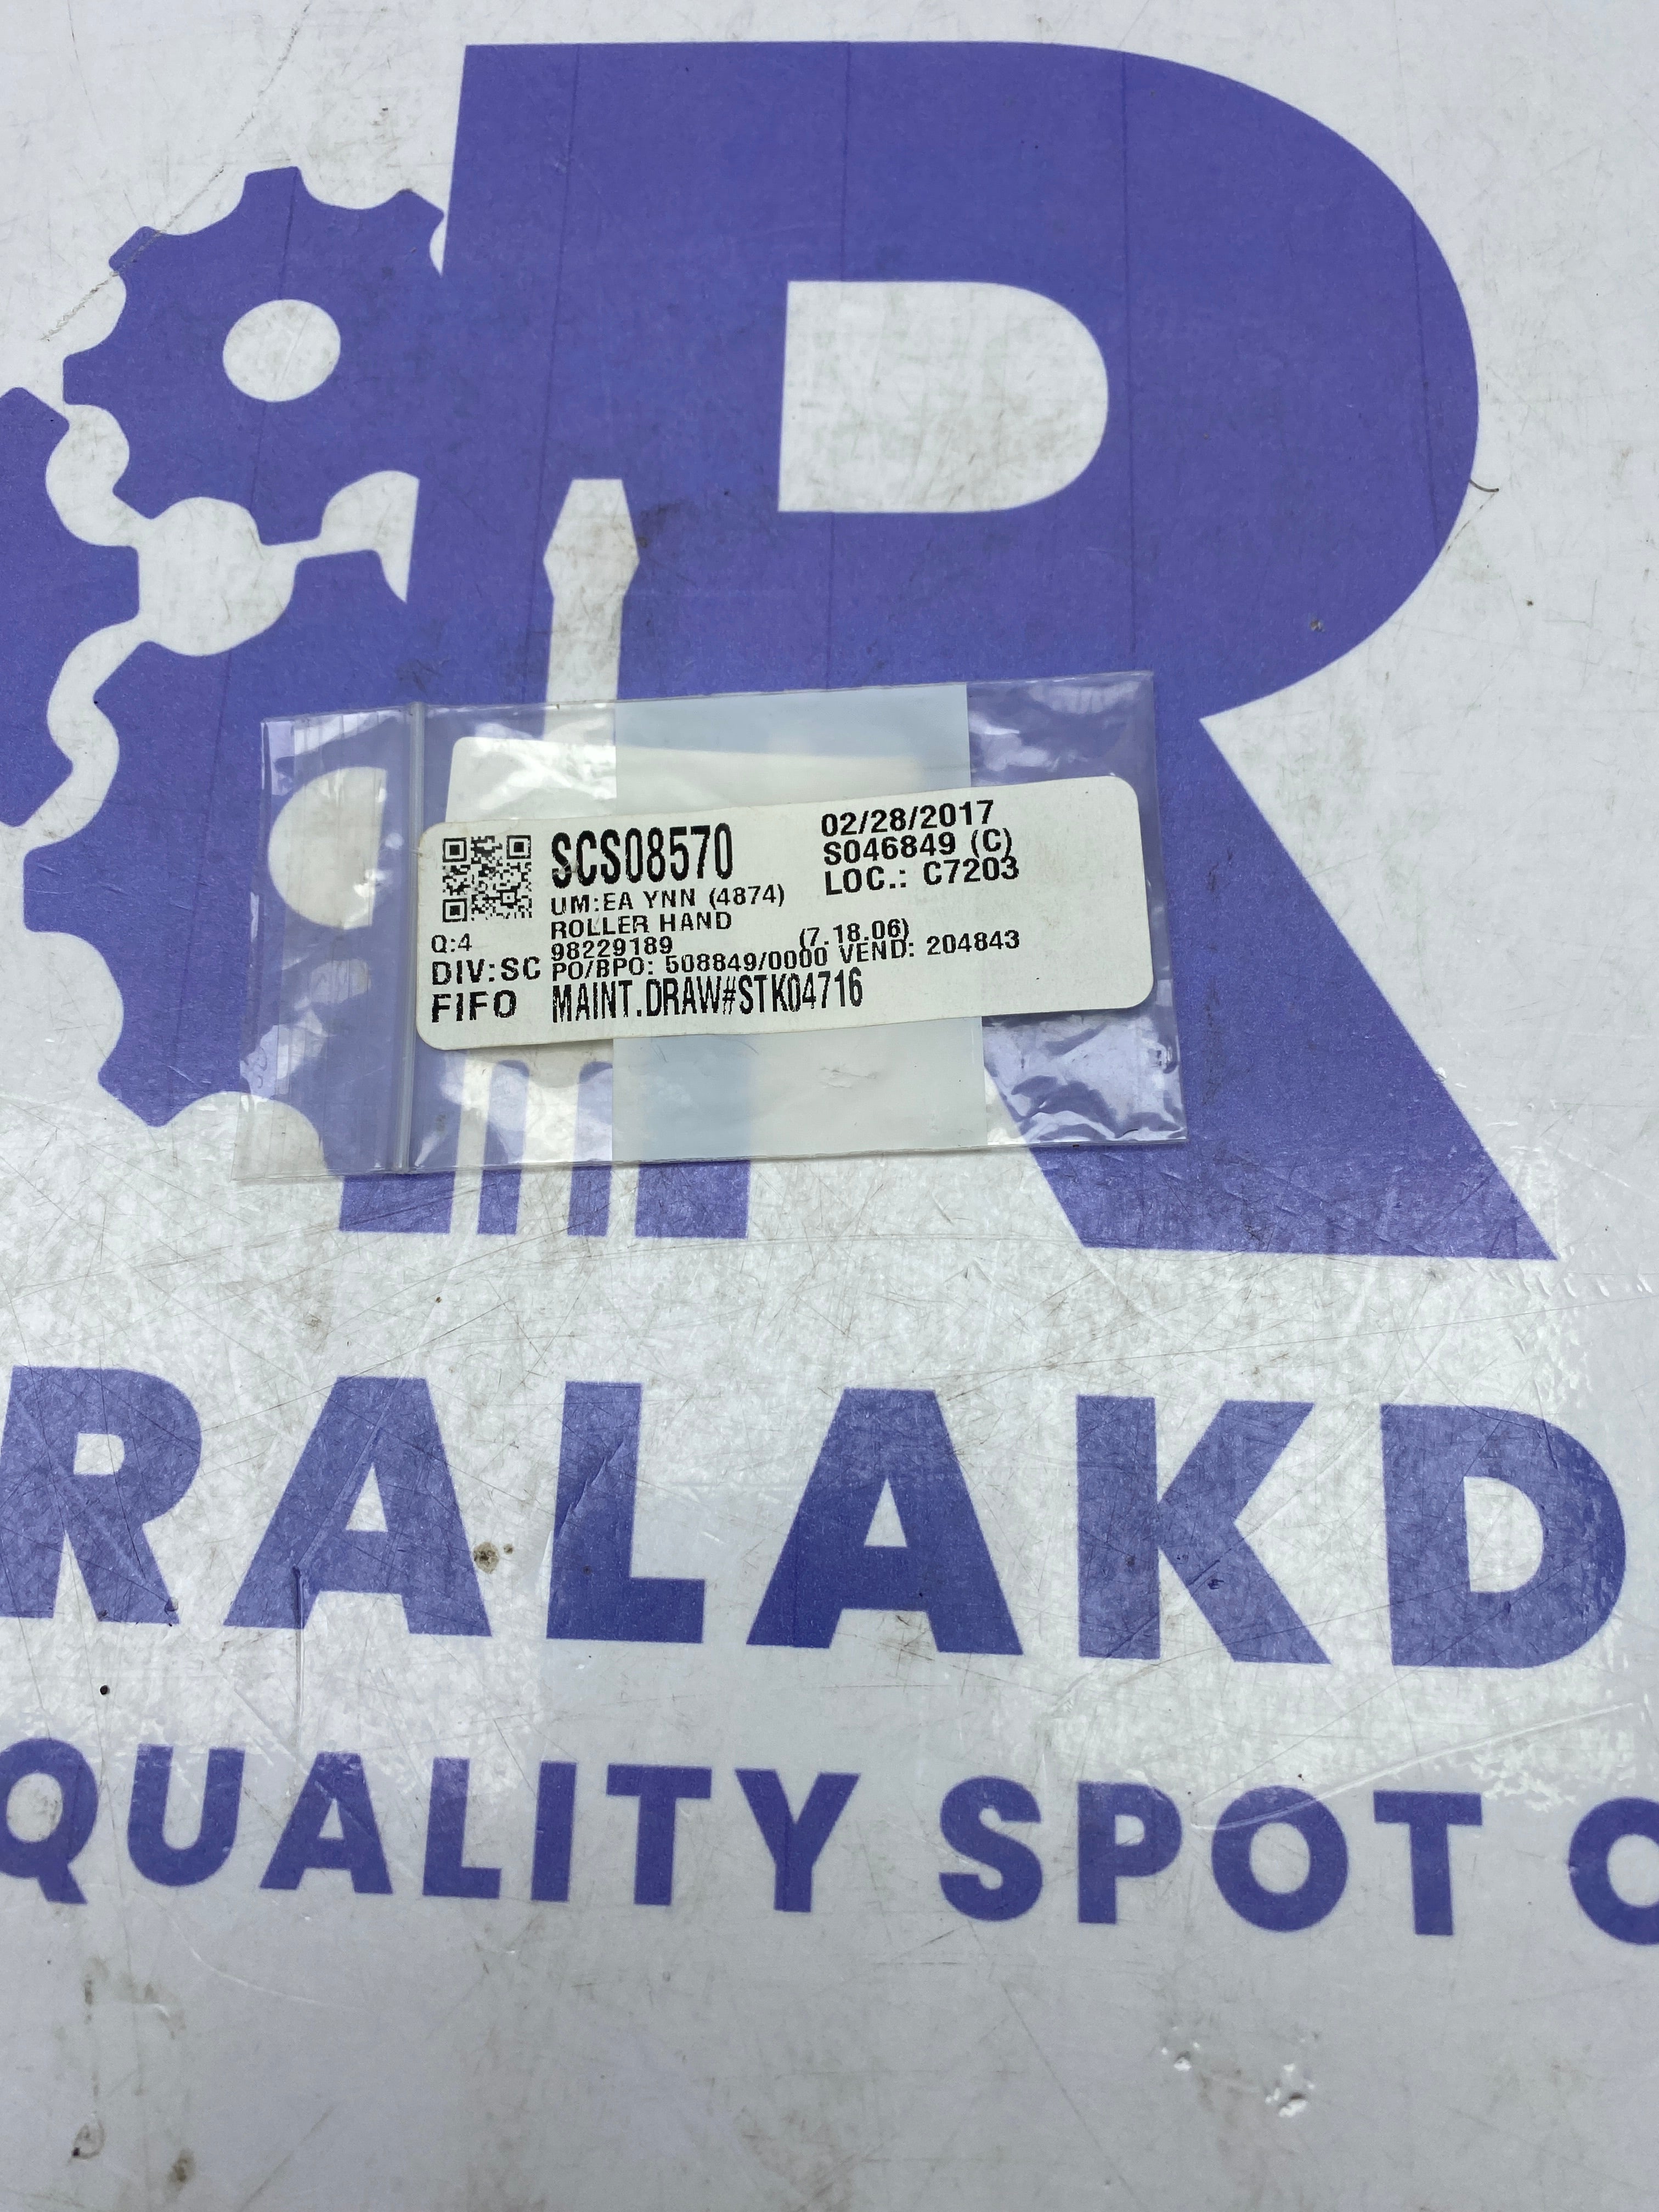 SCS08570
02/28/2017
S046849 (C)
LOC.: C7203
UM:EA YNN (4874)
ROLLER HAND
Q:4
98229189 (7.18.06)
DIV:SC PO/BPO: 508849/0000 VEND: 204843
FIFO MAINT.DRAW#STK04716
RALAKD
QUALITY SPOT O